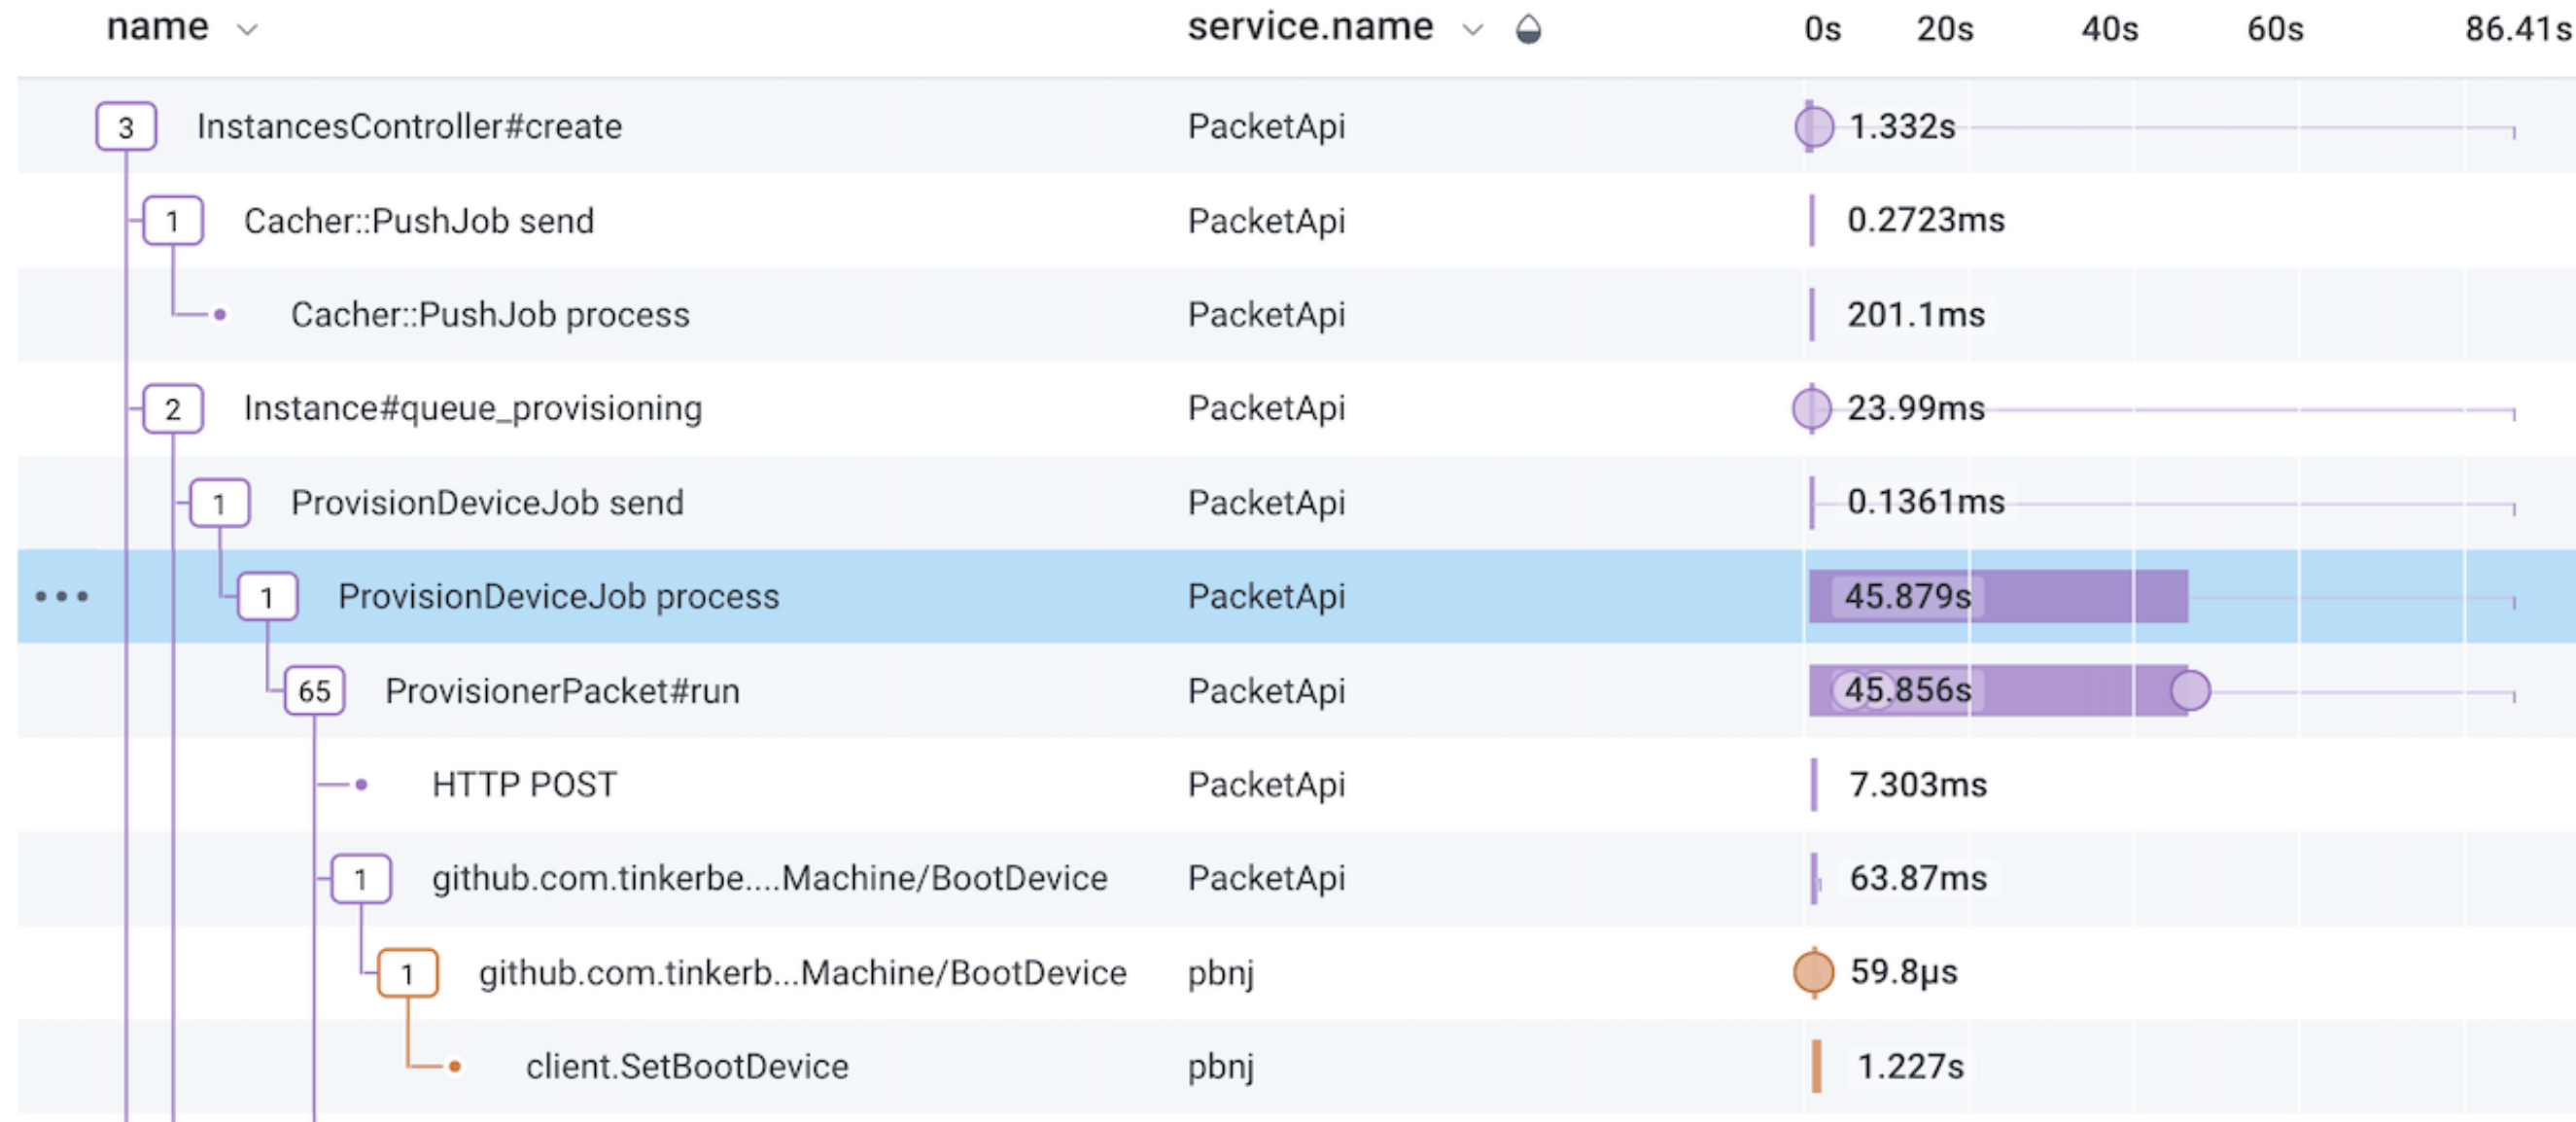 name service.name 0s 20s 40s 60s 86.41s
3 InstancesController#create PacketApi 1.332s
1 Cacher::PushJob send PacketApi 0.2723ms
Cacher::PushJob process PacketApi 201.1ms
2 Instance#queue_provisioning PacketApi 23.99ms
1 ProvisionDeviceJob send PacketApi 0.1361ms
1 ProvisionDeviceJob process PacketApi 45.879s
65 ProvisionerPacket#run PacketApi 45.856s
HTTP POST PacketApi 7.303ms
1 github.com.tinkerbe....Machine/BootDevice PacketApi 63.87ms
1 github.com.tinkerb...Machine/BootDevice pbnj 59.8µs
client.SetBootDevice pbnj 1.227s